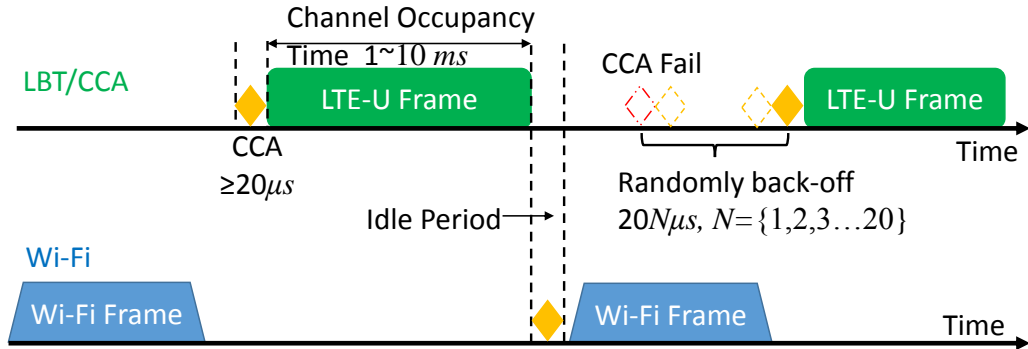 Channel Occupancy
Time 1~10 ms
LBT/CCA
LTE-U Frame
CCA Fail
LTE-U Frame
Time
CCA
≥20μs
Randomly back-off
20Nμs, N={1,2,3…20}
Idle Period
Wi-Fi
Wi-Fi Frame
Wi-Fi Frame
Time